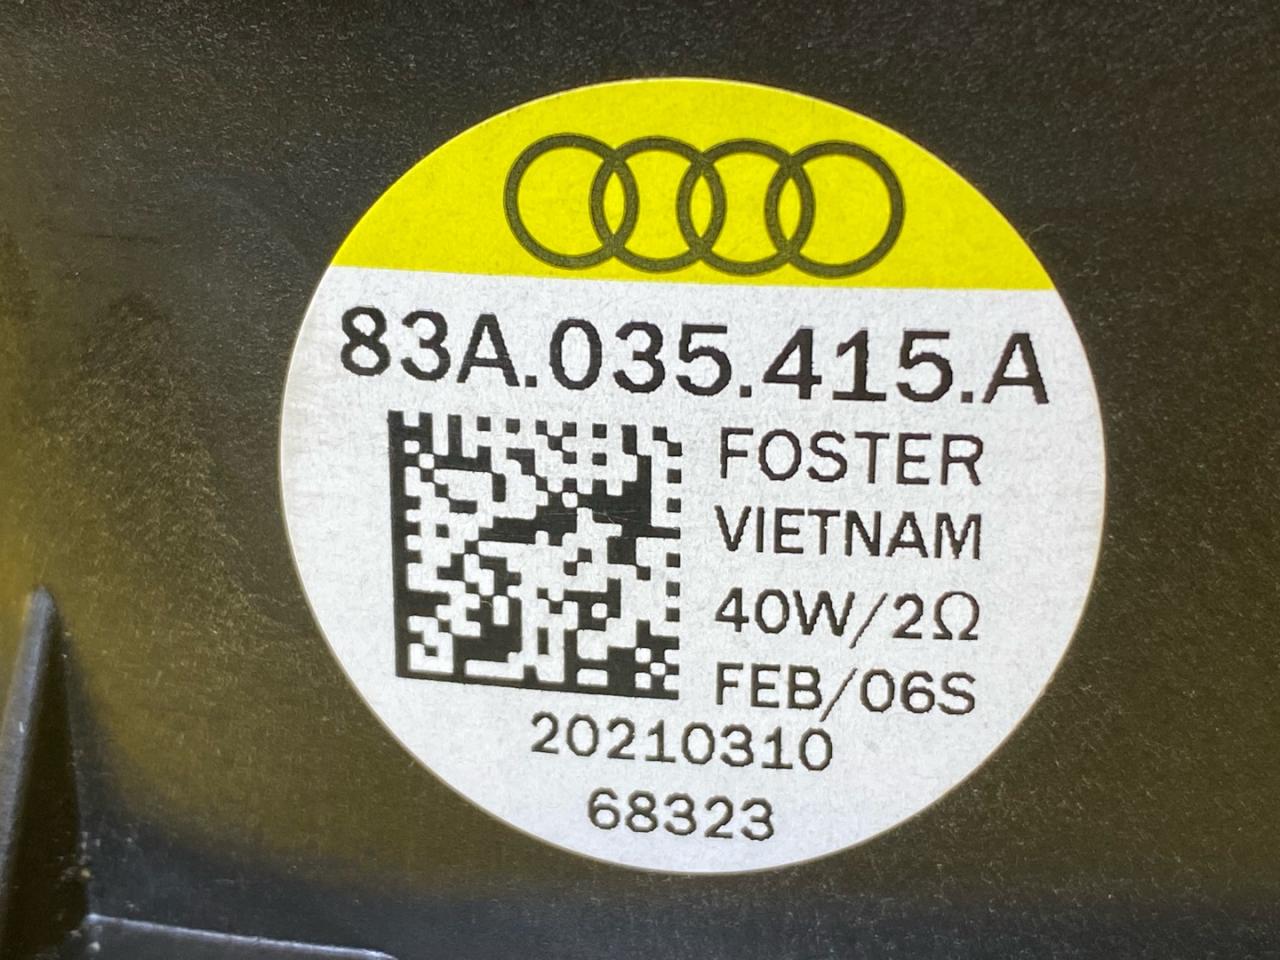 83A.035.415.A
FOSTER
VIETNAM
40W/2Ω
FEB/06S
20210310
68323